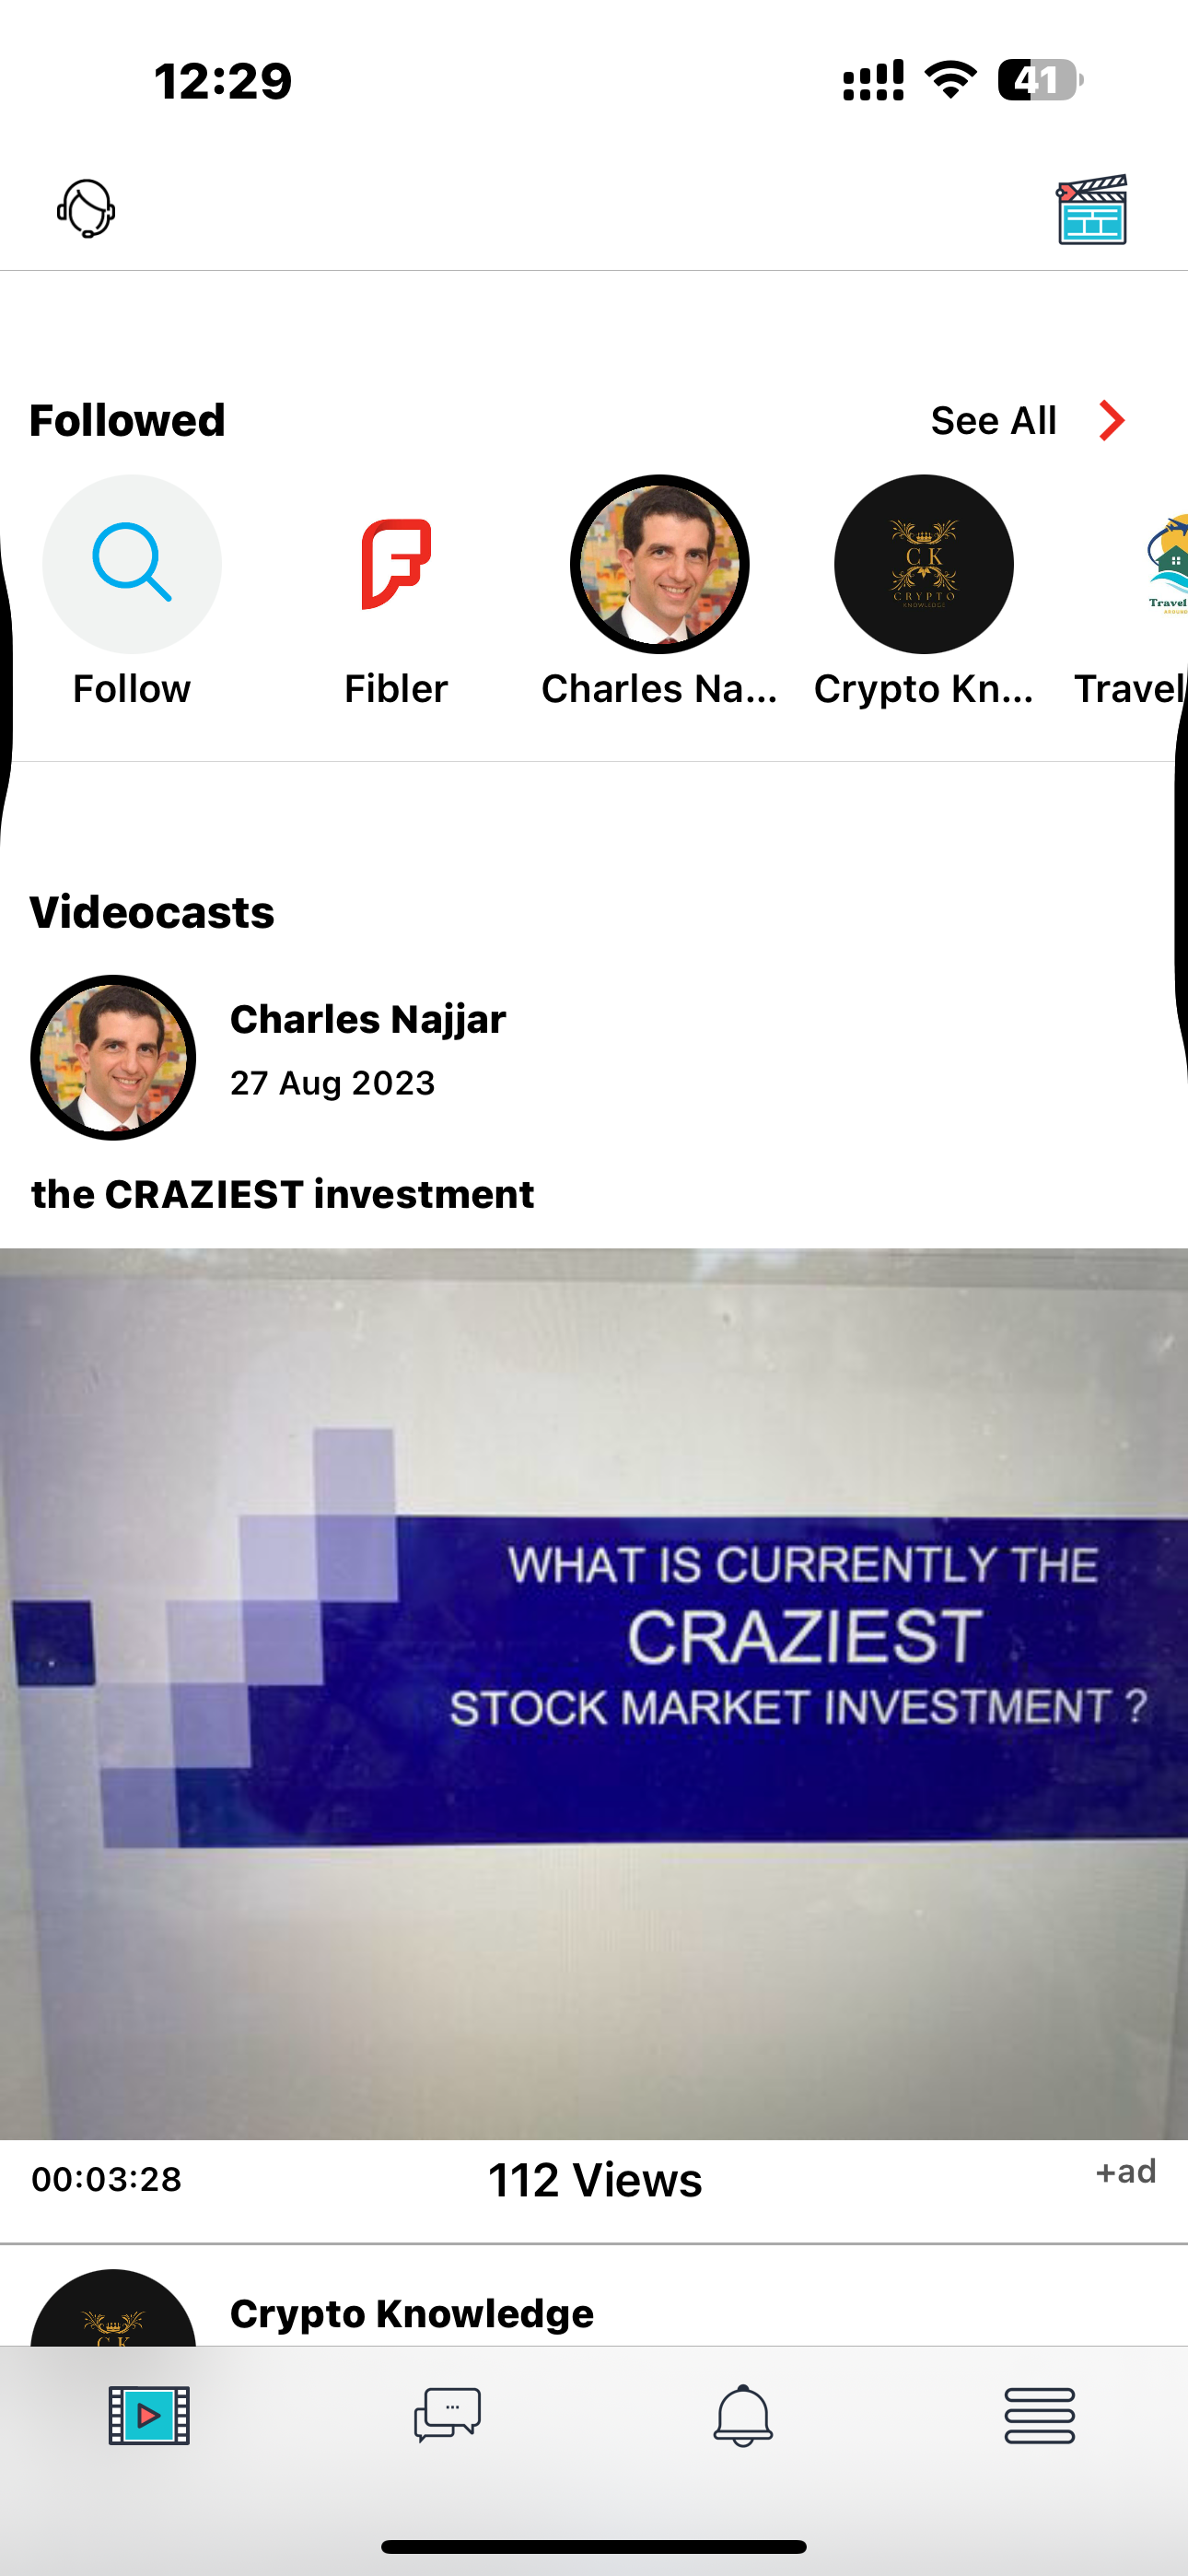 12:29
41
Followed
See All
C K
CRYPTO
KNOWLEDGE
Travel
Follow
Fibler
Charles Na...
Crypto Kn...
Travel
Videocasts
Charles Najjar
27 Aug 2023
the CRAZIEST investment
WHAT IS CURRENTLY THE
CRAZIEST
STOCK MARKET INVESTMENT ?
00:03:28
112 Views
+ad
Crypto Knowledge
C K